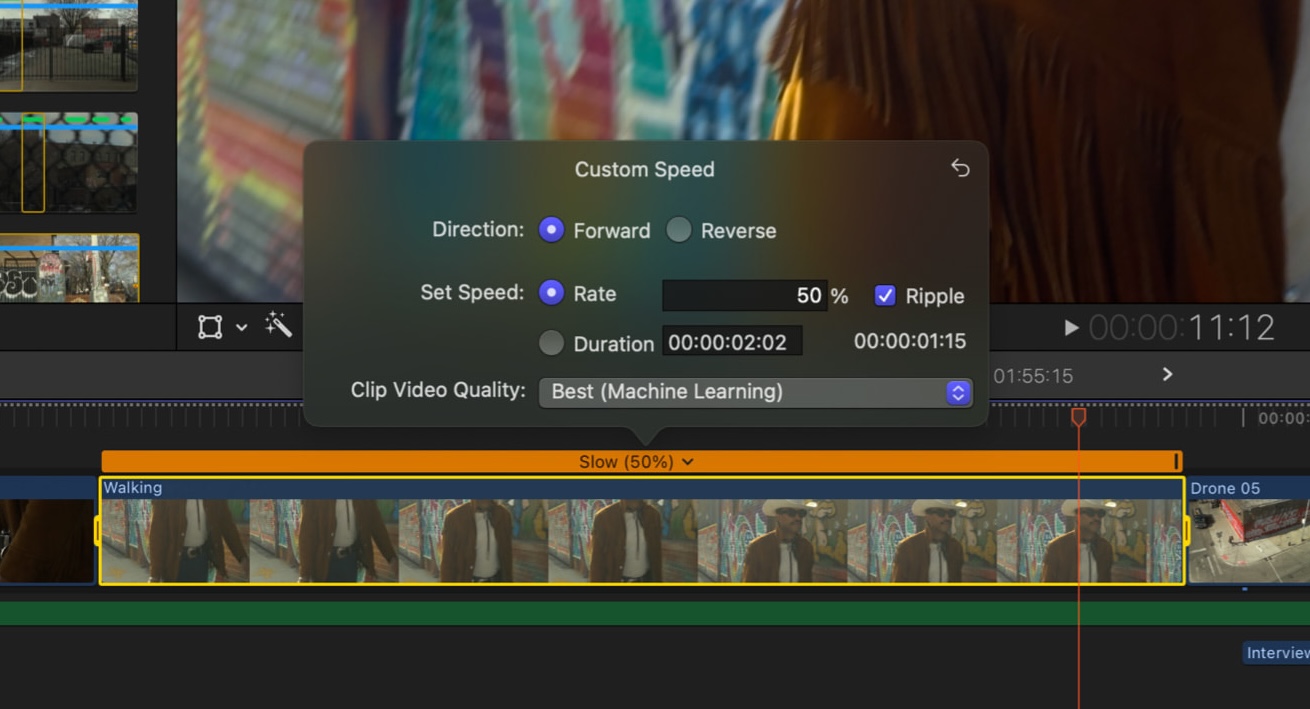 Custom Speed
Direction: Forward Reverse
Set Speed: Rate 50 % Ripple
Duration 00:00:02:02 00:00:01:15
Clip Video Quality: Best (Machine Learning)
00:00:11:12
01:55:15
00:00:
Slow (50%)
Walking
Drone 05
Interview